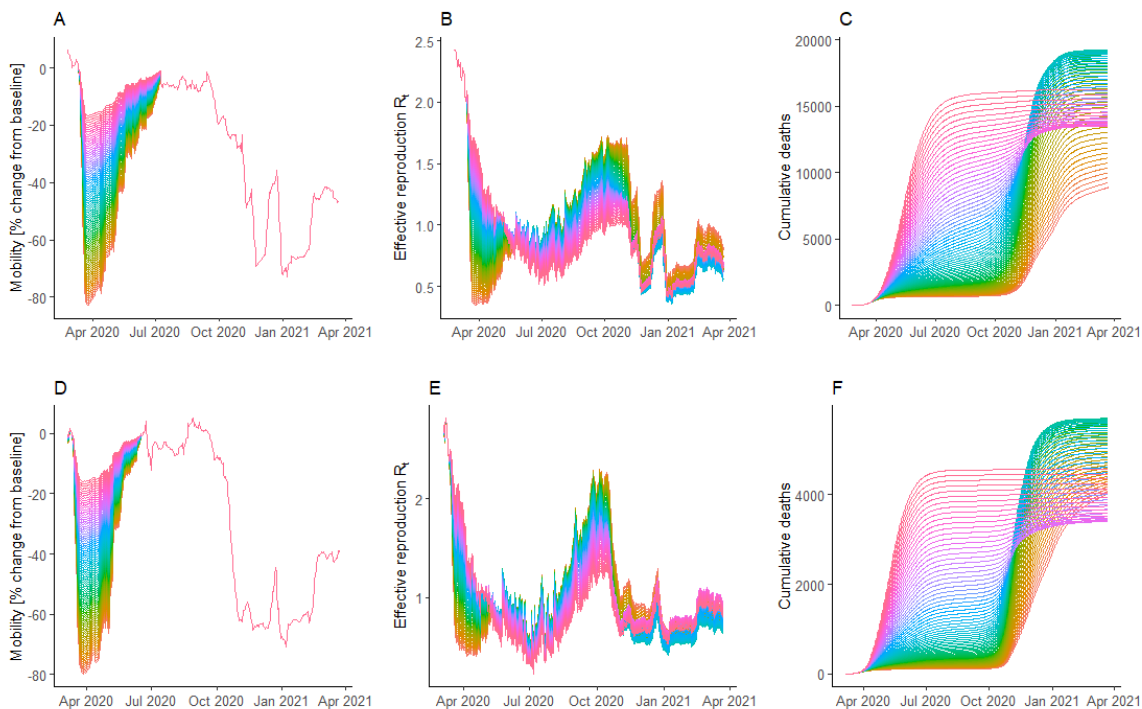 A
B
C
Mobility [% change from baseline]
0
-20
-40
-60
-80
Apr 2020 Jul 2020 Oct 2020 Jan 2021 Apr 2021
Effective reproduction Rt
2.5
2.0
1.5
1.0
0.5
Apr 2020 Jul 2020 Oct 2020 Jan 2021 Apr 2021
Cumulative deaths
20000
15000
10000
5000
0
Apr 2020 Jul 2020 Oct 2020 Jan 2021 Apr 2021
D
E
F
Mobility [% change from baseline]
0
-20
-40
-60
-80
Apr 2020 Jul 2020 Oct 2020 Jan 2021 Apr 2021
Effective reproduction Rt
2
1
Apr 2020 Jul 2020 Oct 2020 Jan 2021 Apr 2021
Cumulative deaths
4000
2000
0
Apr 2020 Jul 2020 Oct 2020 Jan 2021 Apr 2021